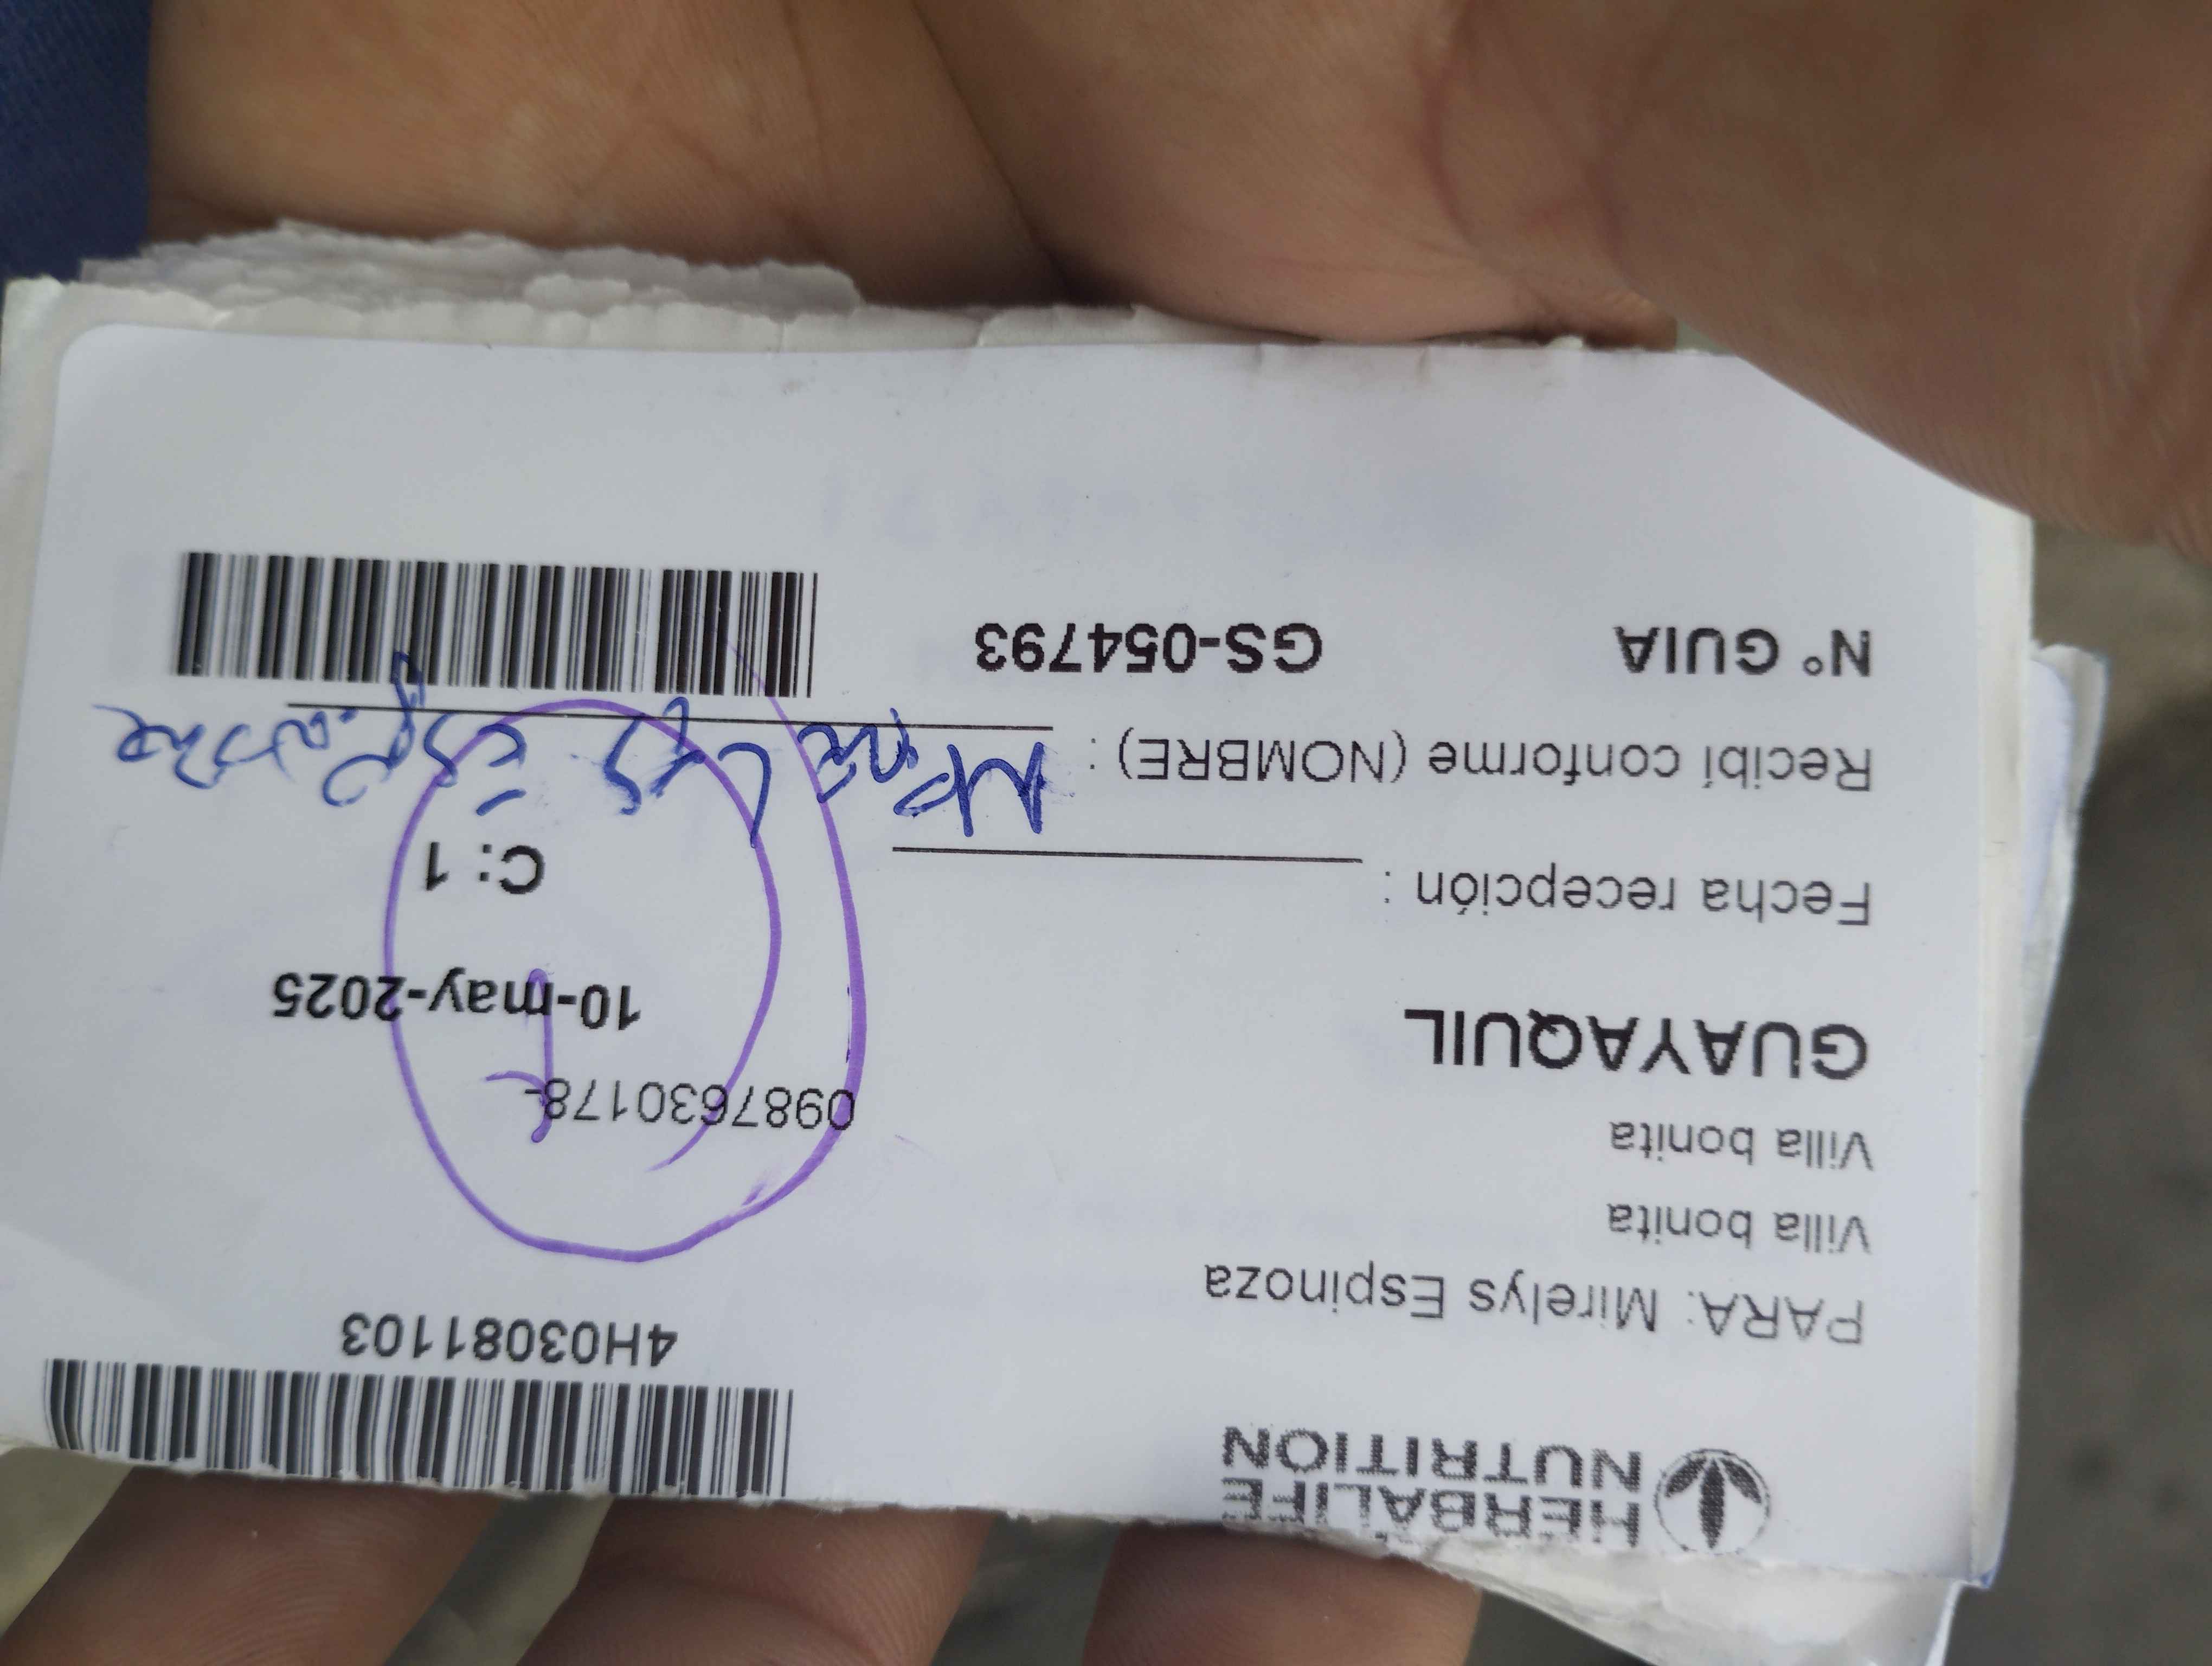 HERBALIFE
NUTRITION
4H03081103
PARA: Mirelys Espinoza
Villa bonita
Villa bonita
0987630178-
GUAYAQUIL
10-may-2025
Fecha recepción :
C: 1
Recibí conforme (NOMBRE) :
N° GUIA GS-054793